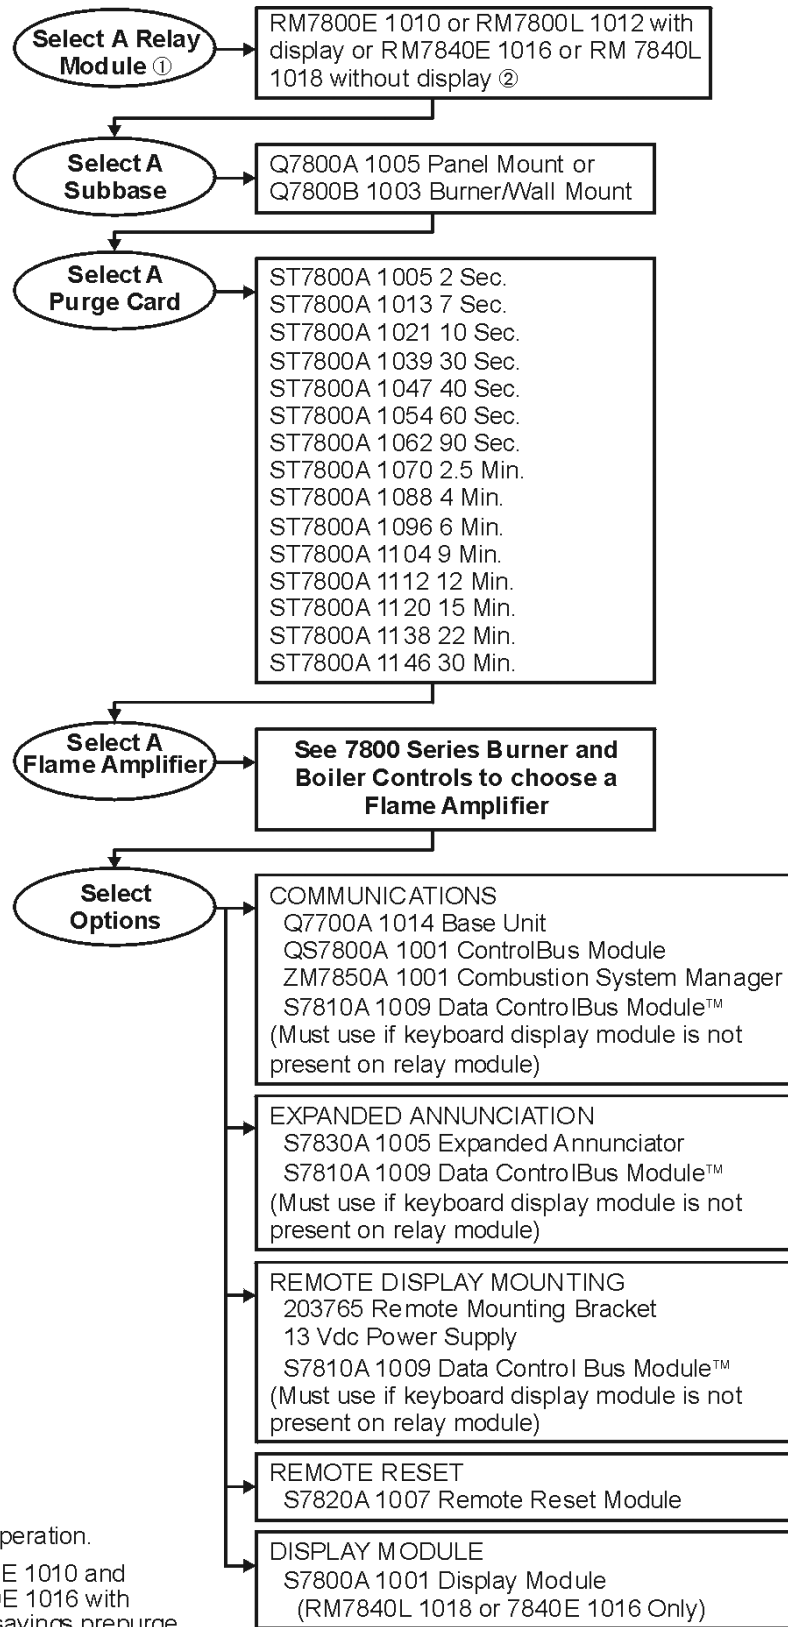 Select A Relay
Module ①
RM7800E 1010 or RM7800L 1012 with
display or RM7840E 1016 or RM 7840L
1018 without display ②
Select A
Subbase
Q7800A 1005 Panel Mount or
Q7800B 1003 Burner/Wall Mount
Select A
Purge Card
ST7800A 1005 2 Sec.
ST7800A 1013 7 Sec.
ST7800A 1021 10 Sec.
ST7800A 1039 30 Sec.
ST7800A 1047 40 Sec.
ST7800A 1054 60 Sec.
ST7800A 1062 90 Sec.
ST7800A 1070 2.5 Min.
ST7800A 1088 4 Min.
ST7800A 1096 6 Min.
ST7800A 1104 9 Min.
ST7800A 1112 12 Min.
ST7800A 1120 15 Min.
ST7800A 1138 22 Min.
ST7800A 1146 30 Min.
Select A
Flame Amplifier
See 7800 Series Burner and
Boiler Controls to choose a
Flame Amplifier
Select
Options
COMMUNICATIONS
Q7700A 1014 Base Unit
QS7800A 1001 ControlBus Module
ZM7850A 1001 Combustion System Manager
S7810A 1009 Data ControlBus Module™
(Must use if keyboard display module is not
present on relay module)
EXPANDED ANNUNCIATION
S7830A 1005 Expanded Annunciator
S7810A 1009 Data ControlBus Module™
(Must use if keyboard display module is not
present on relay module)
REMOTE DISPLAY MOUNTING
203765 Remote Mounting Bracket
13 Vdc Power Supply
S7810A 1009 Data Control Bus Module™
(Must use if keyboard display module is not
present on relay module)
REMOTE RESET
S7820A 1007 Remote Reset Module
DISPLAY MODULE
S7800A 1001 Display Module
(RM7840L 1018 or 7840E 1016 Only)
peration.
E 1010 and
E 1016 with
savings prepurge